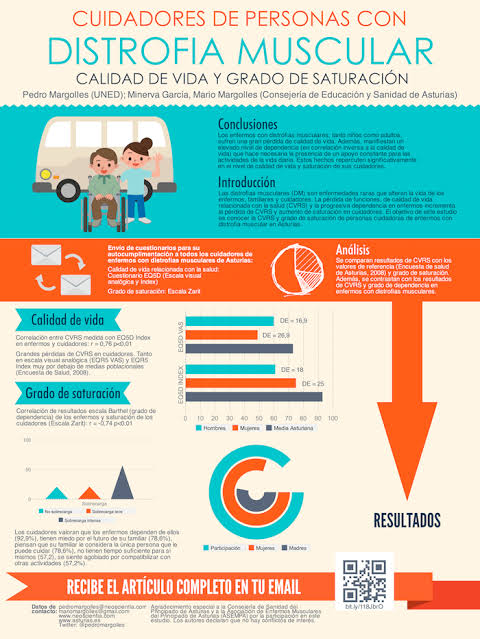 CUIDADORES DE PERSONAS CON
DISTROFIA MUSCULAR
CALIDAD DE VIDA Y GRADO DE SATURACIÓN
Pedro Margolles (UNED); Minerva García, Mario Margolles (Consejería de Educación y Sanidad de Asturias)
Conclusiones
Los enfermos con distrofias musculares, tanto niños como adultos,
sufren una gran pérdida de calidad de vida. Además, manifiestan un
elevado nivel de dependencia (en correlación inversa a la calidad de
vida) que hace necesaria la presencia de un apoyo constante para las
actividades de la vida diaria. Estos hechos repercuten significativamente
en el nivel de calidad de vida y saturación de sus cuidadores.
Introducción
Las distrofias musculares (DM) son enfermedades raras que alteran la vida de los
enfermos, familiares y cuidadores. La pérdida de funciones, de calidad de vida
relacionada con la salud (CVRS) y la progresiva dependencia en enfermos incrementa
la pérdida de CVRS y aumento de saturación en cuidadores. El objetivo de este estudio
es conocer la CVRS y grado de saturación de personas cuidadoras de enfermos con
distrofia muscular en Asturias.
Envío de cuestionarios para su
autocumplimentación a todos los cuidadores de
enfermos con distrofias musculares de Asturias:
Calidad de vida relacionada con la salud:
Cuestionario EQ5D (Escala visual
analógica e índex)
Grado de saturación: Escala Zarit
Análisis
Se comparan resultados de CVRS con los
valores de referencia (Encuesta de salud
de Asturias, 2008) y grado de saturación.
Además, se contrastan con los resultados
de CVRS y grado de dependencia en
enfermos con distrofias musculares.
Calidad de vida
Correlación entre CVRS medida con EQ5D Index
en enfermos y cuidadores: r = 0,76 p<0,01
Grandes pérdidas de CVRS en cuidadores. Tanto
en escala visual analógica (EQR5 VAS) y EQR5
Index muy por debajo de medias poblacionales
(Encuesta de Salud, 2008).
EQ5D VAS
EQ5D INDEX
DE = 16,9
DE = 26,9
DE = 18
DE = 25
0 10 20 30 40 50 60 70 80 90 100
Hombres Mujeres Media Asturiana
Grado de saturación
Correlación de resultados escala Barthel (grado de
dependencia) de los enfermos y saturación de los
cuidadores (Escala Zarit): r = -0,74 p<0,01
100
50
0
Sobrecarga
No sobrecarga Sobrecarga leve
Sobrecarga intensa
Participación Mujeres Madres
RESULTADOS
Los cuidadores valoran que los enfermos dependen de ellos
(92,9%), tienen miedo por el futuro de su familiar (78,6%),
piensan que su familiar le considera la única persona que le
puede cuidar (78,6%), no tienen tiempo suficiente para sí
mismos (57,2), se siente agobiado por compatibilizar con
otras actividades (57,2%).
RECIBE EL ARTÍCULO COMPLETO EN TU EMAIL
bit.ly/118JbrO
Datos de contacto:
pedromargolles@neoscientia.com
mariomargolles@gmail.com
www.neoscientia.com
www.asturias.es
Twitter: @pedromargolles
Agradecimiento especial a la Consejería de Sanidad del
Principado de Asturias y a la Asociación de Enfermos Musculares
del Principado de Asturias (ASEMPA) por la participación en este
estudio. Los autores declaran que no hay conflictos de interés.